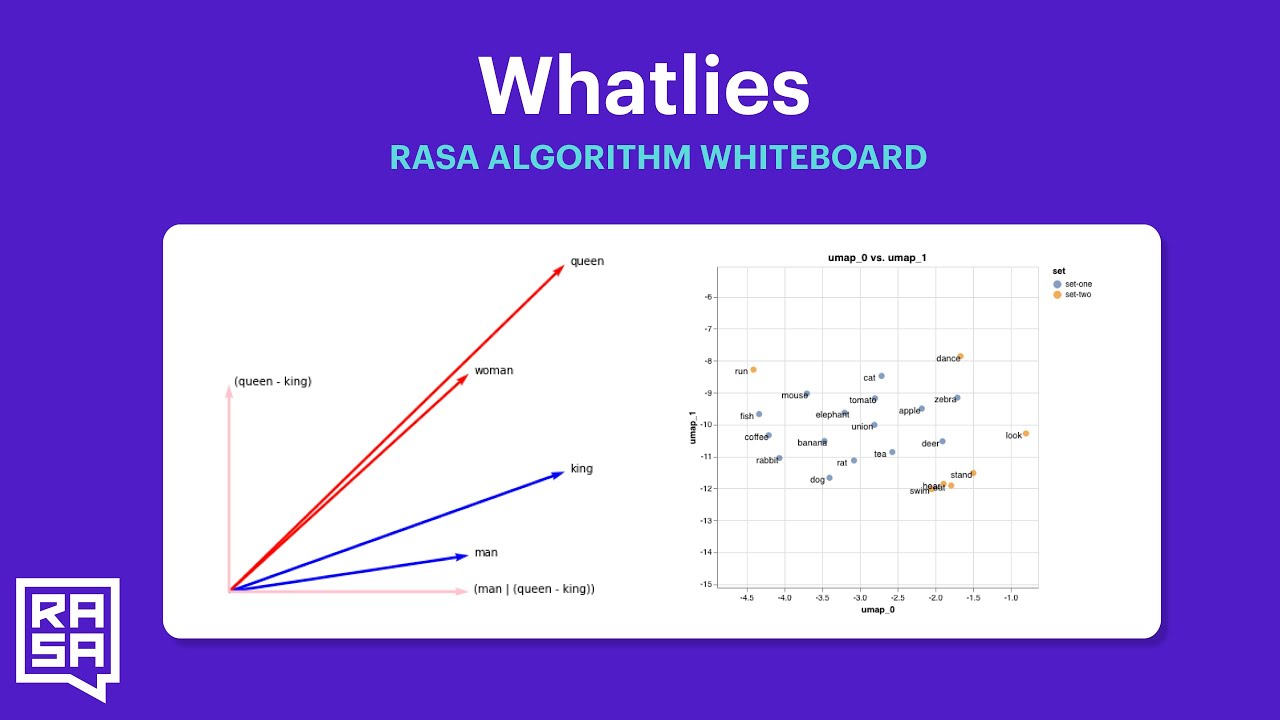 Whatlies
RASA ALGORITHM WHITEBOARD
queen
woman
(queen - king)
king
man
(man | (queen - king))
umap_0 vs. umap_1
set
set-one
set-two
umap_1
-6
-7
-8
-9
-10
-11
-12
-13
-14
-15
dance
run
cat
mouse
tomato
zebra
elephant
apple
fish
union
coffee
banana
deer
look
rabbit
rat
tea
dog
stand
swim
-4.5
-4.0
-3.5
-3.0
-2.5
-2.0
-1.5
-1.0
umap_0
RA
SA